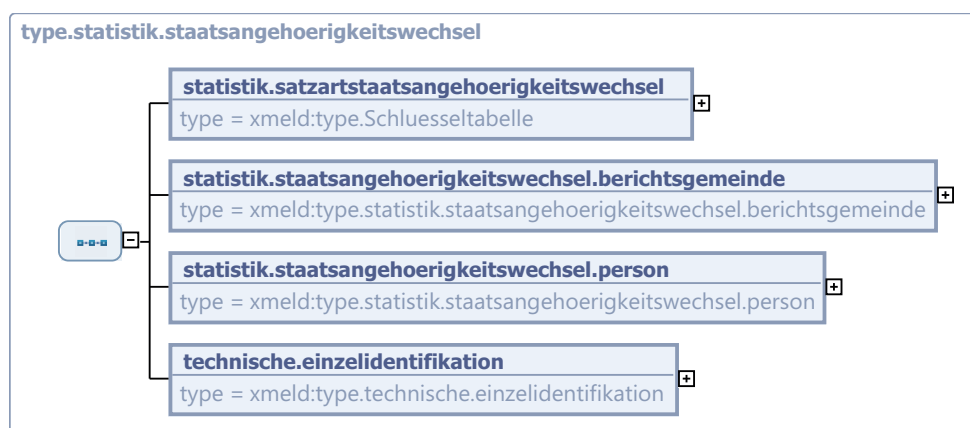 type.statistik.staatsangehoerigkeitswechsel
statistik.satzartstaatsangehoerigkeitswechsel
type = xmeld:type.Schluesseltabelle
statistik.staatsangehoerigkeitswechsel.berichtsgemeinde
type = xmeld:type.statistik.staatsangehoerigkeitswechsel.berichtsgemeinde
statistik.staatsangehoerigkeitswechsel.person
type = xmeld:type.statistik.staatsangehoerigkeitswechsel.person
technische.einzelidentifikation
type = xmeld:type.technische.einzelidentifikation